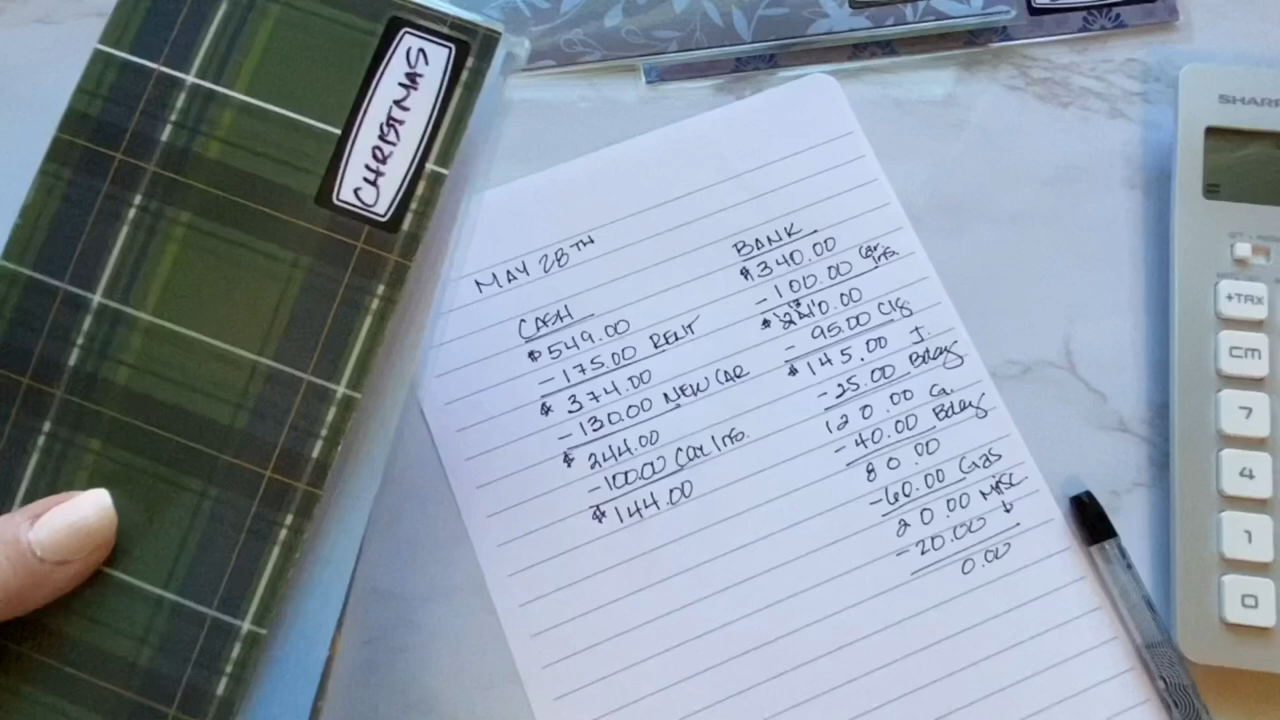 CHRISTMAS
MAY 28TH
CASH
$549.00
-175.00 RENT
$ 374.00
-130.00 NEW CAR
$ 244.00
-100.00 Car Ins.
$144.00
BANK
$340.00
-100.00 Car Ins.
$240.00
- 95.00 Clg
$145.00
-25.00 J. Bday
120.00
-40.00 G. Bday
80.00
-60.00 Gas
20.00
-20.00 MISC $
0.00
SHARP
+TAX
CM
7
4
1
0